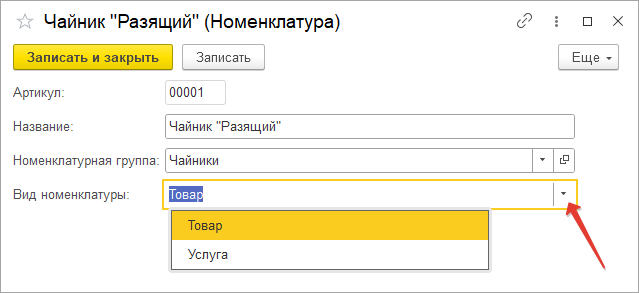 Чайник "Разящий" (Номенклатура)
Записать и закрыть Записать Еще
Артикул: 00001
Название: Чайник "Разящий"
Номенклатурная группа: Чайники
Вид номенклатуры: Товар
Товар
Услуга